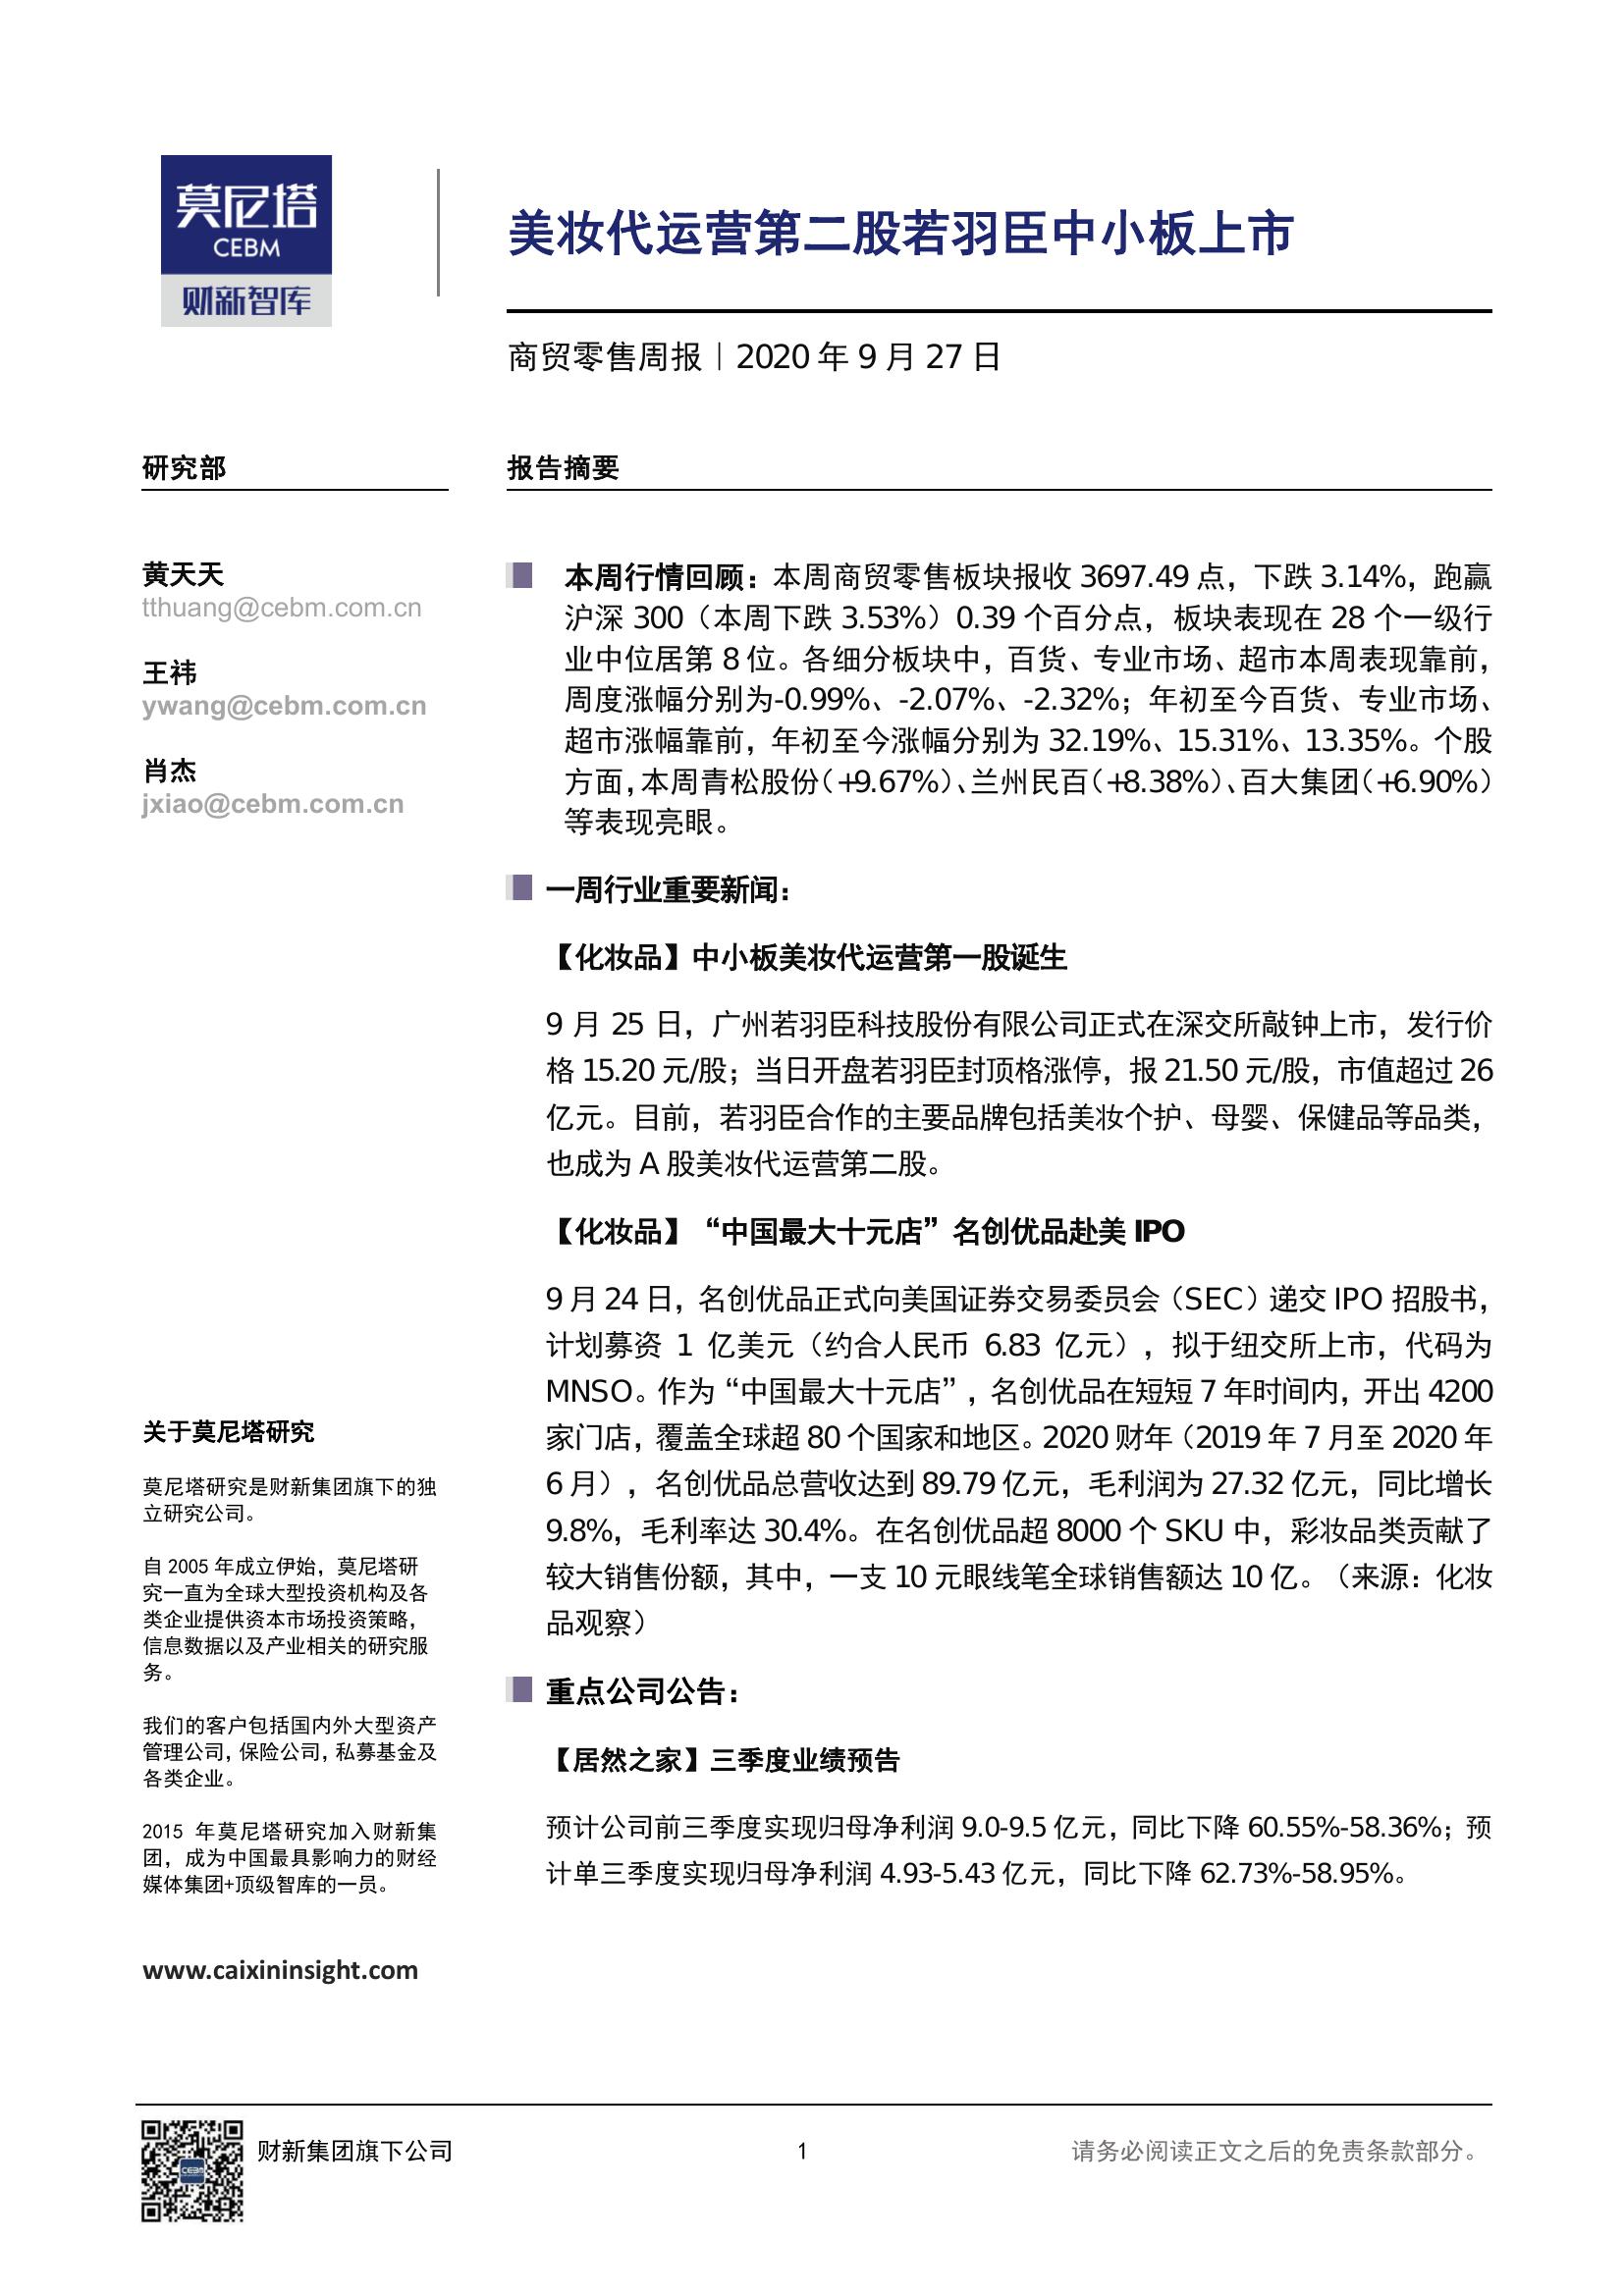 莫尼塔
CEBM
财新智库
美妆代运营第二股若羽臣中小板上市
商贸零售周报 | 2020 年 9 月 27 日
研究部
黄天天
tthuang@cebm.com.cn
王祎
ywang@cebm.com.cn
肖杰
jxiao@cebm.com.cn
关于莫尼塔研究
莫尼塔研究是财新集团旗下的独
立研究公司。
自 2005 年成立伊始，莫尼塔研
究一直为全球大型投资机构及各
类企业提供资本市场投资策略，
信息数据以及产业相关的研究服
务。
我们的客户包括国内外大型资产
管理公司，保险公司，私募基金及
各类企业。
2015 年莫尼塔研究加入财新集
团，成为中国最具影响力的财经
媒体集团+顶级智库的一员。
www.caixininsight.com
报告摘要
本周行情回顾：本周商贸零售板块报收 3697.49 点，下跌 3.14%，跑赢
沪深 300（本周下跌 3.53%）0.39 个百分点，板块表现在 28 个一级行
业中位居第 8 位。各细分板块中，百货、专业市场、超市本周表现靠前，
周度涨幅分别为-0.99%、-2.07%、-2.32%；年初至今百货、专业市场、
超市涨幅靠前，年初至今涨幅分别为 32.19%、15.31%、13.35%。个股
方面，本周青松股份（+9.67%）、兰州民百（+8.38%）、百大集团（+6.90%）
等表现亮眼。
一周行业重要新闻：
【化妆品】中小板美妆代运营第一股诞生
9 月 25 日，广州若羽臣科技股份有限公司正式在深交所敲钟上市，发行价
格 15.20 元/股；当日开盘若羽臣封顶格涨停，报 21.50 元/股，市值超过 26
亿元。目前，若羽臣合作的主要品牌包括美妆个护、母婴、保健品等品类，
也成为 A 股美妆代运营第二股。
【化妆品】“中国最大十元店”名创优品赴美 IPO
9 月 24 日，名创优品正式向美国证券交易委员会（SEC）递交 IPO 招股书，
计划募资 1 亿美元（约合人民币 6.83 亿元），拟于纽交所上市，代码为
MNSO。作为“中国最大十元店”，名创优品在短短 7 年时间内，开出 4200
家门店，覆盖全球超 80 个国家和地区。2020 财年（2019 年 7 月至 2020 年
6 月），名创优品总营收达到 89.79 亿元，毛利润为 27.32 亿元，同比增长
9.8%，毛利率达 30.4%。在名创优品超 8000 个 SKU 中，彩妆品类贡献了
较大销售份额，其中，一支 10 元眼线笔全球销售额达 10 亿。（来源：化妆
品观察）
重点公司公告：
【居然之家】三季度业绩预告
预计公司前三季度实现归母净利润 9.0-9.5 亿元，同比下降 60.55%-58.36%；预
计单三季度实现归母净利润 4.93-5.43 亿元，同比下降 62.73%-58.95%。
CEBM
财新集团旗下公司
1
请务必阅读正文之后的免责条款部分。